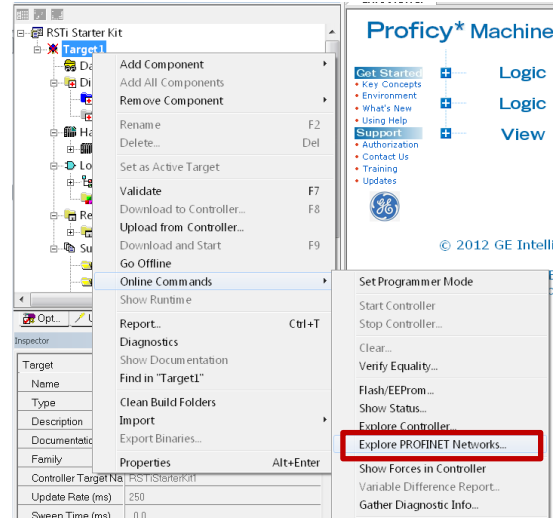 RSTi Starter Kit
Target1
Add Component
Add All Components
Remove Component
Rename F2
Delete... Del
Set as Active Target
Validate F7
Download to Controller... F8
Upload from Controller...
Download and Start F9
Go Offline
Online Commands
Show Runtime
Report... Ctrl+T
Diagnostics
Show Documentation
Find in "Target1"
Clean Build Folders
Import
Export Binaries...
Properties Alt+Enter
Set Programmer Mode
Start Controller
Stop Controller...
Clear...
Verify Equality...
Flash/EEProm...
Show Status...
Explore Controller...
Explore PROFINET Networks...
Show Forces in Controller
Variable Difference Report...
Gather Diagnostic Info...
Proficy* Machine
Get Started
Key Concepts
Environment
What's New
Using Help
Support
Authorization
Contact Us
Training
Updates
Logic
Logic
View
© 2012 GE Intelli
Opt...
Inspector
Target
Name
Type
Description
Documentatio
Family
Controller Target Na RSTiStarterKit1
Update Rate (ms) 250
Sweep Time (ms) 0.0